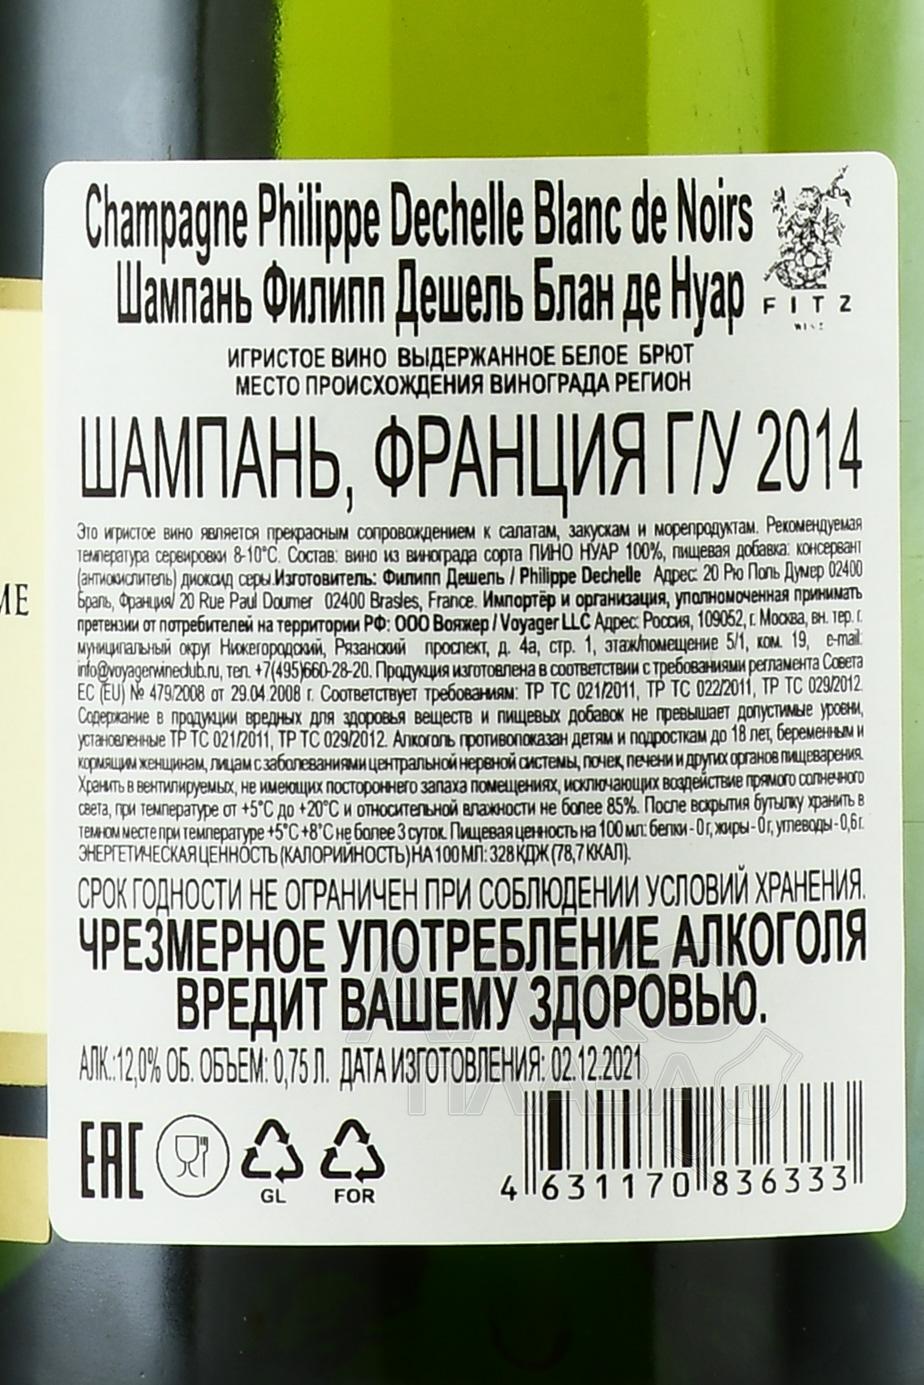 Champagne Philippe Dechelle Blanc de Noirs
Шампань Филипп Дешель Блан де Нуар
FITZ
WINE
ИГРИСТОЕ ВИНО ВЫДЕРЖАННОЕ БЕЛОЕ БРЮТ
МЕСТО ПРОИСХОЖДЕНИЯ ВИНОГРАДА РЕГИОН
ШАМПАНЬ, ФРАНЦИЯ Г/У 2014
Это игристое вино является прекрасным сопровождением к салатам, закускам и морепродуктам. Рекомендуемая
температура сервировки 8-10°С. Состав: вино из винограда сорта ПИНО НУАР 100%, пищевая добавка: консервант
(антиокислитель) диоксид серы.Изготовитель: Филипп Дешель / Philippe Dechelle Адрес: 20 Рю Поль Думер 02400
Браль, Франция/ 20 Rue Paul Doumer 02400 Brasles, France. Импортёр и организация, уполномоченная принимать
претензии от потребителей на территории РФ: ООО Вояжер / Voyager LLC Адрес: Россия, 109052, г. Москва, вн. тер. г.
муниципальный округ Нижегородский, Рязанский проспект, д. 4а, стр. 1, этаж/помещение 5/1, ком. 19, e-mail:
info@voyagerwineclub.ru, тел. +7(495)660-28-20. Продукция изготовлена в соответствии с требованиями регламента Совета
ЕС (EU) № 479/2008 от 29.04.2008 г. Соответствует требованиям: ТР ТС 021/2011, ТР ТС 022/2011, ТР ТС 029/2012.
Содержание в продукции вредных для здоровья веществ и пищевых добавок не превышает допустимые уровни,
установленные ТР ТС 021/2011, ТР ТС 029/2012. Алкоголь противопоказан детям и подросткам до 18 лет, беременным и
кормящим женщинам, лицам с заболеваниями центральной нервной системы, почек, печени и других органов пищеварения.
Хранить в вентилируемых, не имеющих постороннего запаха помещениях, исключающих воздействие прямого солнечного
света, при температуре от +5°С до +20°С и относительной влажности не более 85%. После вскрытия бутылку хранить в
темном месте при температуре +5°С +8°С не более 3 суток. Пищевая ценность на 100 мл: белки - 0 г, жиры - 0 г, углеводы - 0,6 г.
ЭНЕРГЕТИЧЕСКАЯ ЦЕННОСТЬ (КАЛОРИЙНОСТЬ) НА 100 МЛ: 328 КДЖ (78,7 ККАЛ).
СРОК ГОДНОСТИ НЕ ОГРАНИЧЕН ПРИ СОБЛЮДЕНИИ УСЛОВИЙ ХРАНЕНИЯ.
ЧРЕЗМЕРНОЕ УПОТРЕБЛЕНИЕ АЛКОГОЛЯ
ВРЕДИТ ВАШЕМУ ЗДОРОВЬЮ.
АЛК.:12,0% ОБ. ОБЪЕМ: 0,75 Л. ДАТА ИЗГОТОВЛЕНИЯ: 02.12.2021
EAC
GL
FOR
4 631170 836333